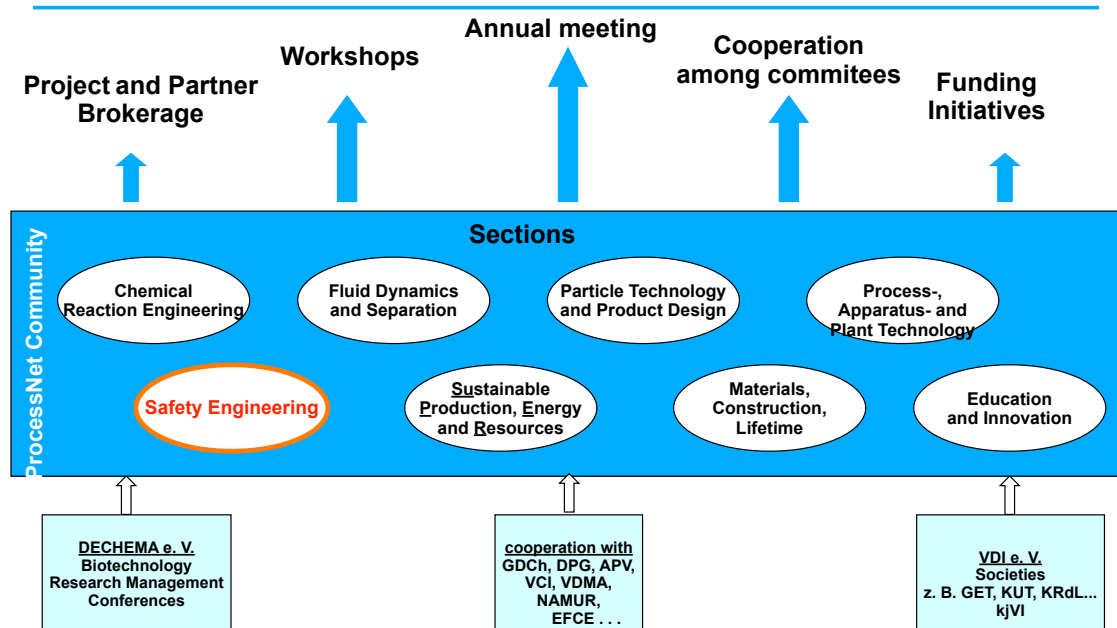 Annual meeting
Workshops
Cooperation
among commitees
Project and Partner
Brokerage
Funding
Initiatives
ProcessNet Community
Sections
Chemical
Reaction Engineering
Fluid Dynamics
and Separation
Particle Technology
and Product Design
Process-,
Apparatus- and
Plant Technology
Safety Engineering
Sustainable
Production, Energy
and Resources
Materials,
Construction,
Lifetime
Education
and Innovation
DECHEMA e. V.
Biotechnology
Research Management
Conferences
cooperation with
GDCh, DPG, APV,
VCI, VDMA,
NAMUR,
EFCE . . .
VDI e. V.
Societies
z. B. GET, KUT, KRdL...
kjVI